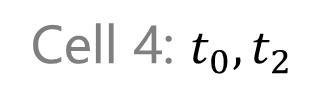 Cell 4: t₀, t₂